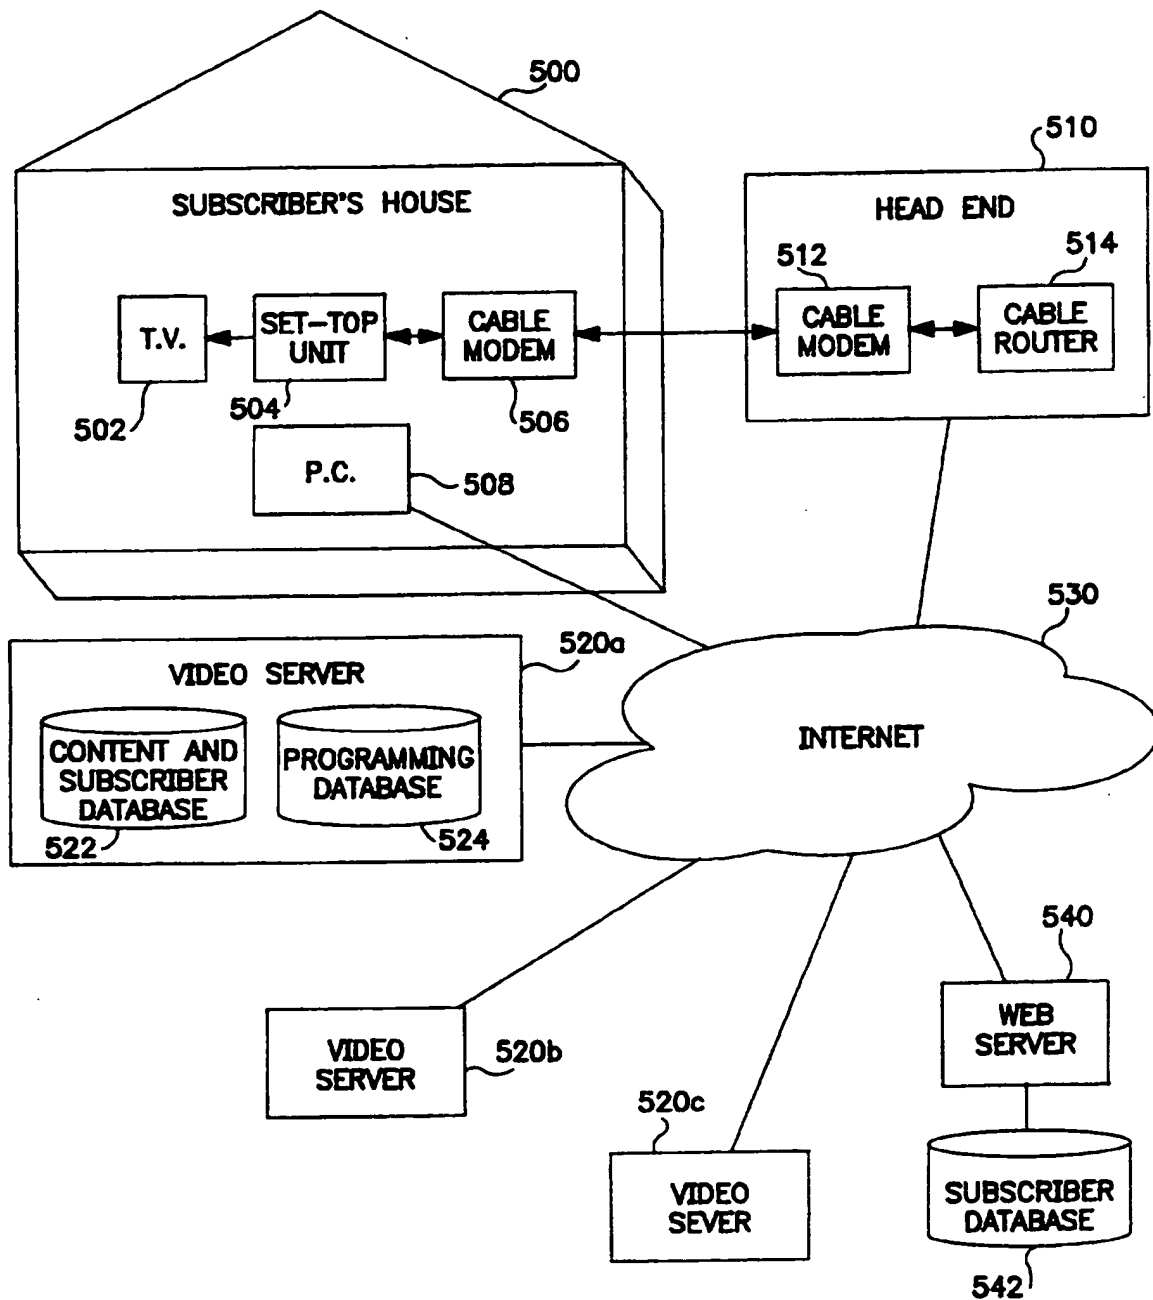 500
510
SUBSCRIBER'S HOUSE
HEAD END
512
514
T.V.
SET-TOP
UNIT
CABLE
MODEM
CABLE
MODEM
CABLE
ROUTER
502
504
506
P.C.
508
530
520a
VIDEO SERVER
CONTENT AND
SUBSCRIBER
DATABASE
PROGRAMMING
DATABASE
522
524
INTERNET
540
WEB
SERVER
VIDEO
SERVER
520b
520c
VIDEO
SEVER
SUBSCRIBER
DATABASE
542